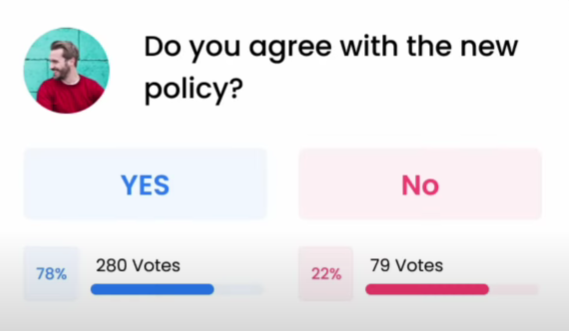 Do you agree with the new
policy?
YES
No
78%
280 Votes
22%
79 Votes